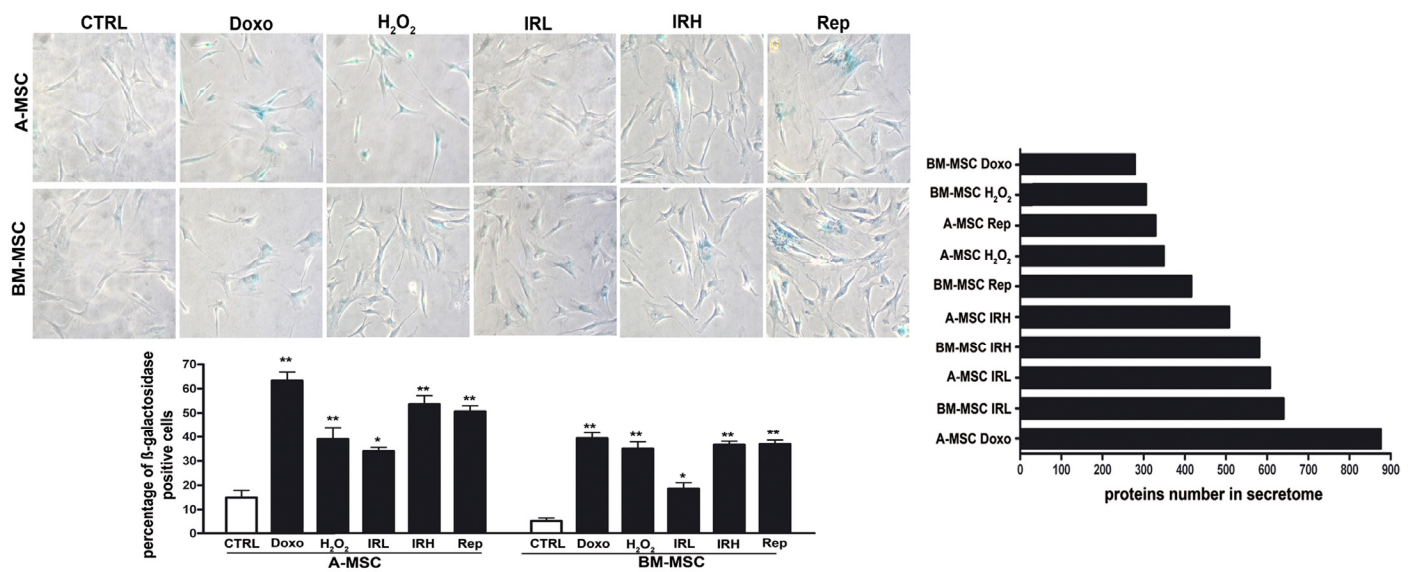 CTRL Doxo H₂O₂ IRL IRH Rep
A-MSC
BM-MSC
percentage of ß-galactosidase
positive cells
70
60
50
40
30
20
10
0
** ** * ** **
** ** * ** **
CTRL Doxo H₂O₂ IRL IRH Rep CTRL Doxo H₂O₂ IRL IRH Rep
A-MSC BM-MSC
BM-MSC Doxo
BM-MSC H₂O₂
A-MSC Rep
A-MSC H₂O₂
BM-MSC Rep
A-MSC IRH
BM-MSC IRH
A-MSC IRL
BM-MSC IRL
A-MSC Doxo
0 100 200 300 400 500 600 700 800 900
proteins number in secretome